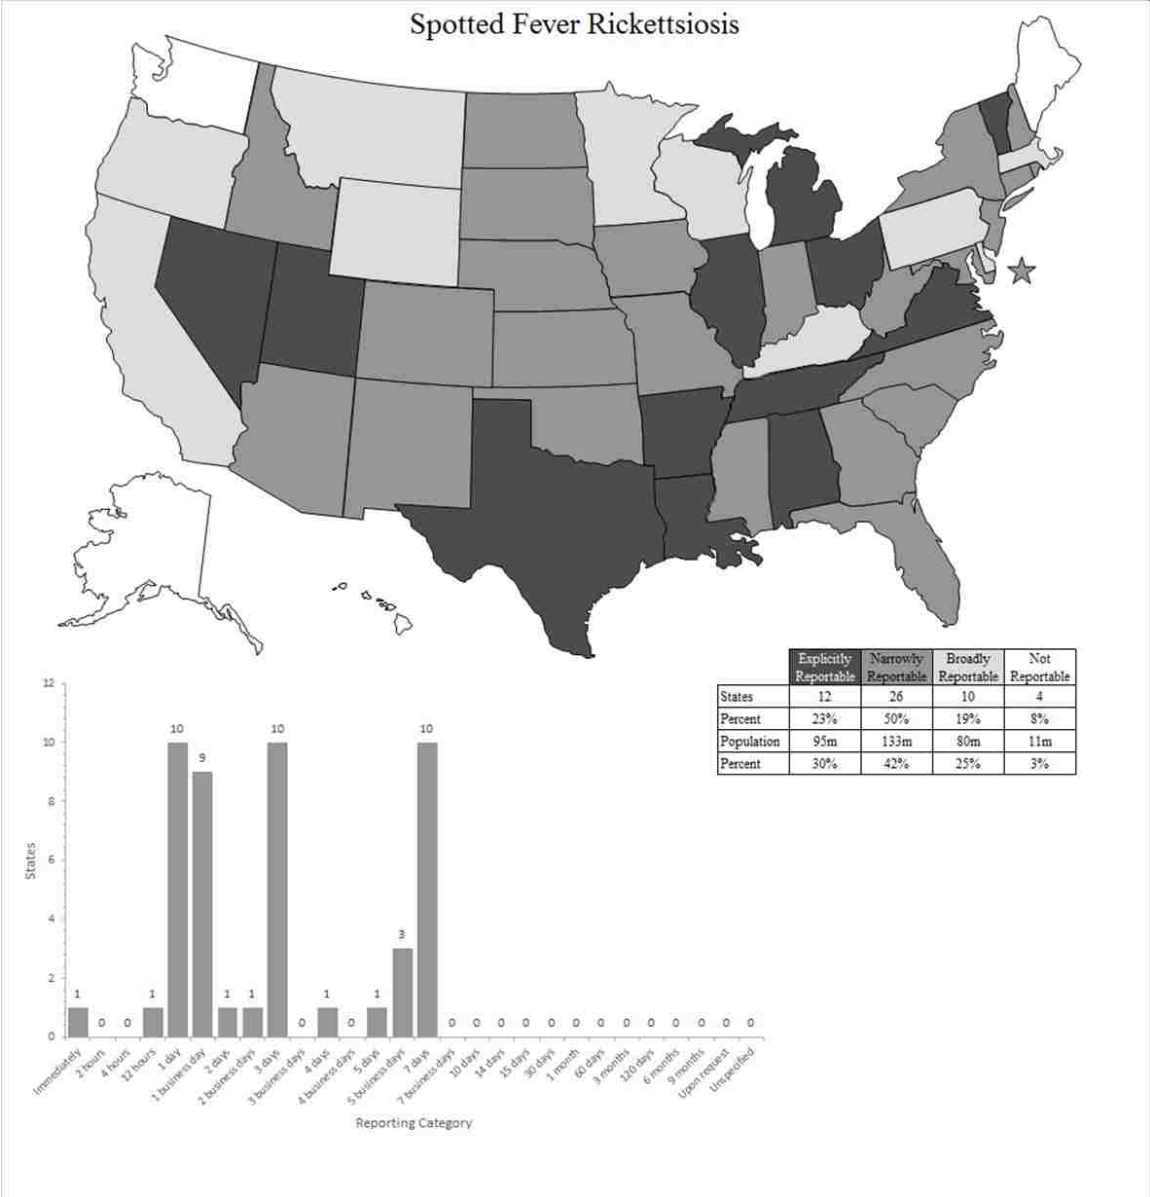 Spotted Fever Rickettsiosis
Explicitly Reportable Narrowly Reportable Broadly Reportable Not Reportable
States 12 26 10 4
Percent 23% 50% 19% 8%
Population 95m 133m 80m 11m
Percent 30% 42% 25% 3%
12
10
8
6
4
2
0
States
1 0 0 1 10 9 1 1 10 0 1 0 1 3 10 0 0 0 0 0 0 0 0 0 0 0 0 0
Immediately
2 hours
4 hours
12 hours
1 day
1 business day
2 days
2 business days
3 days
3 business days
4 days
4 business days
5 days
5 business days
7 days
7 business days
10 days
14 days
15 days
30 days
1 month
60 days
3 months
120 days
6 months
9 months
Upon request
Unspecified
Reporting Category